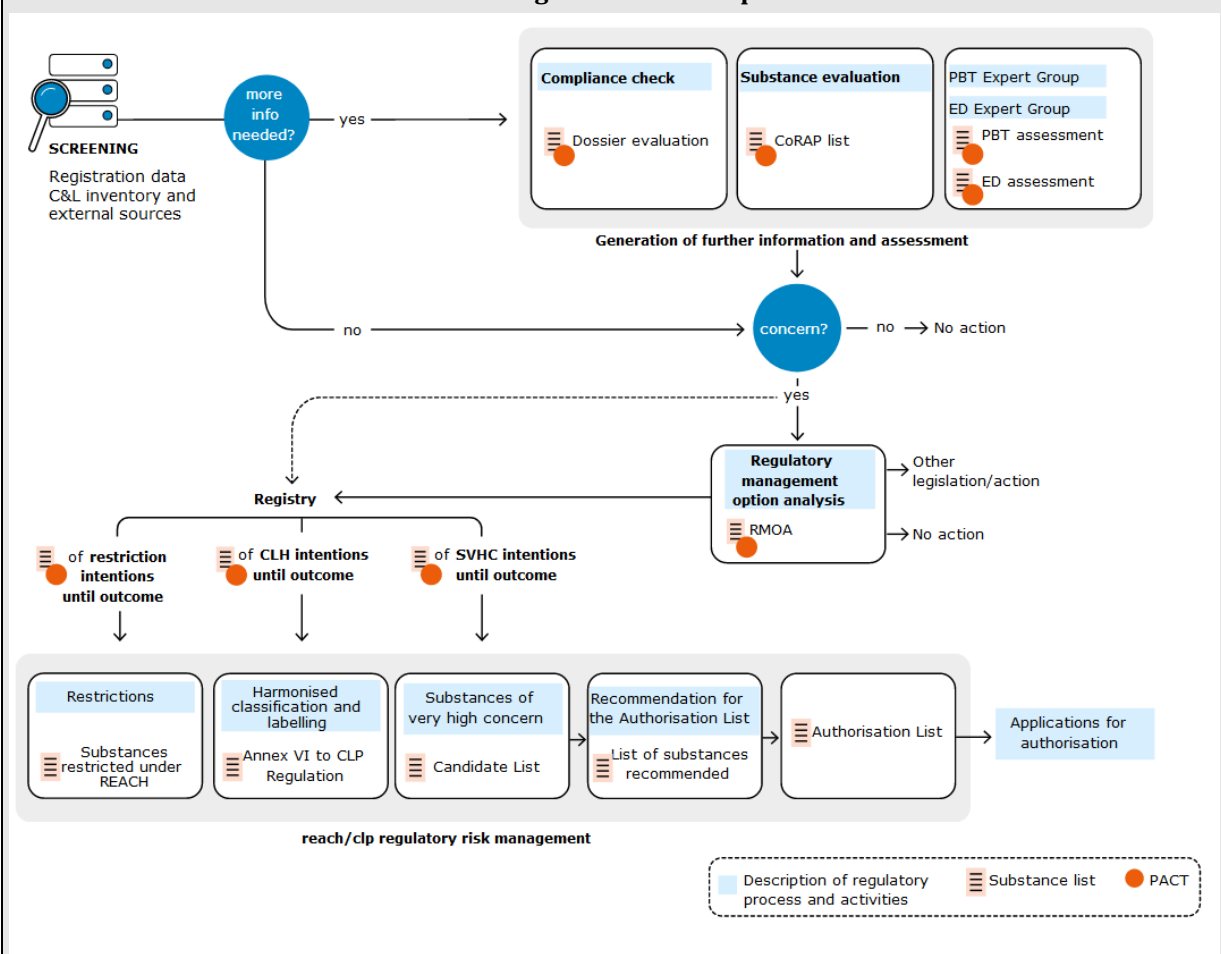 more
info
needed?
yes
SCREENING
Registration data
C&L inventory and
external sources
Compliance check
Dossier evaluation
Substance evaluation
CoRAP list
PBT Expert Group
ED Expert Group
PBT assessment
ED assessment
Generation of further information and assessment
no
concern?
no
No action
yes
Regulatory
management
option analysis
RMOA
Other
legislation/action
No action
Registry
of restriction
intentions
until outcome
of CLH intentions
until outcome
of SVHC intentions
until outcome
Restrictions
Substances
restricted under
REACH
Harmonised
classification and
labelling
Annex VI to CLP
Regulation
Substances of
very high concern
Candidate List
Recommendation for
the Authorisation List
List of substances
recommended
Authorisation List
Applications for
authorisation
reach/clp regulatory risk management
Description of regulatory
process and activities
Substance list
PACT